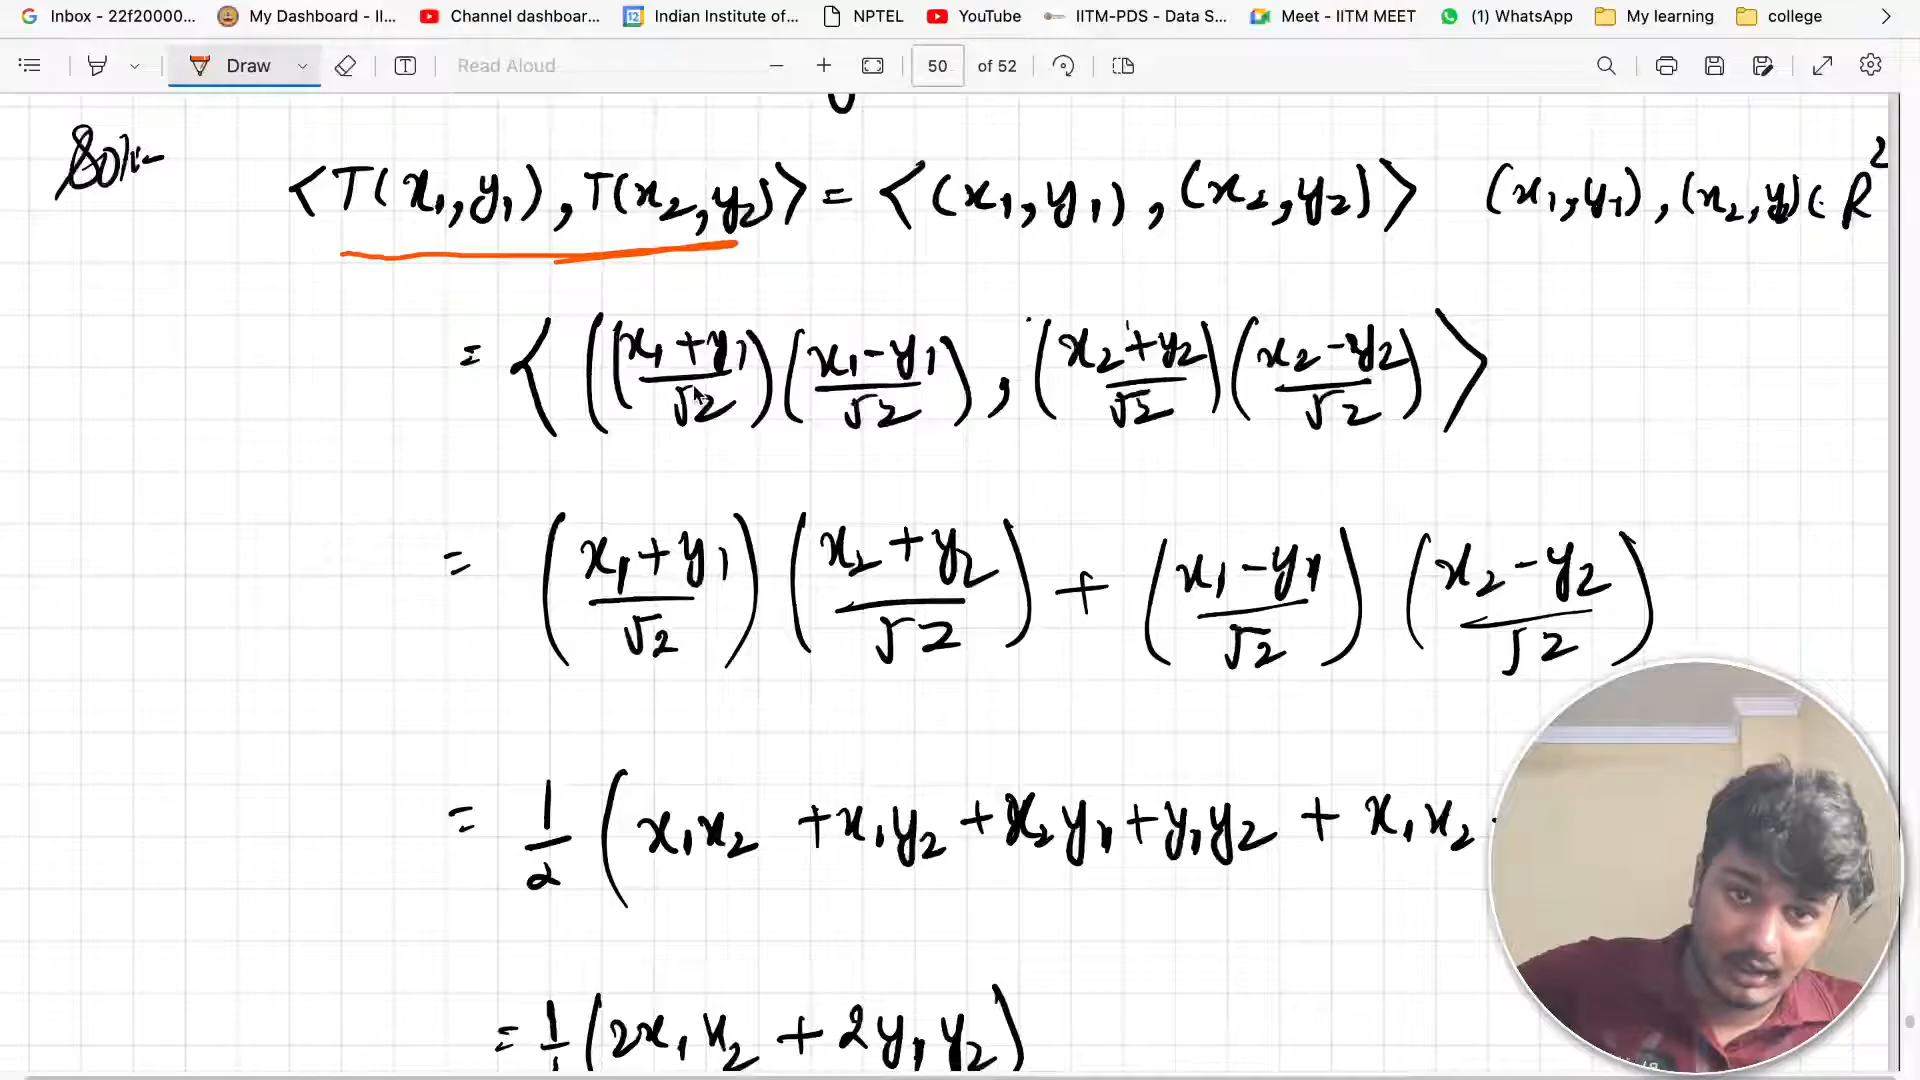 Inbox - 22f20000... My Dashboard - II... Channel dashboar... Indian Institute of... NPTEL YouTube IITM-PDS - Data S... Meet - IITM MEET (1) WhatsApp My learning college
Draw Read Aloud 50 of 52
Soln-
⟨T(x₁,y₁), T(x₂,y₂)⟩ = ⟨(x₁,y₁), (x₂,y₂)⟩ (x₁,y₁), (x₂,y₂) ∈ R²
= ⟨((x₁+y₁)/√2)((x₁-y₁)/√2), ((x₂+y₂)/√2)((x₂-y₂)/√2)⟩
= ((x₁+y₁)/√2)((x₂+y₂)/√2) + ((x₁-y₁)/√2)((x₂-y₂)/√2)
= 1/2 (x₁x₂ + x₁y₂ + x₂y₁ + y₁y₂ + x₁x₂
(2x₁x₂ + 2y₁y₂)